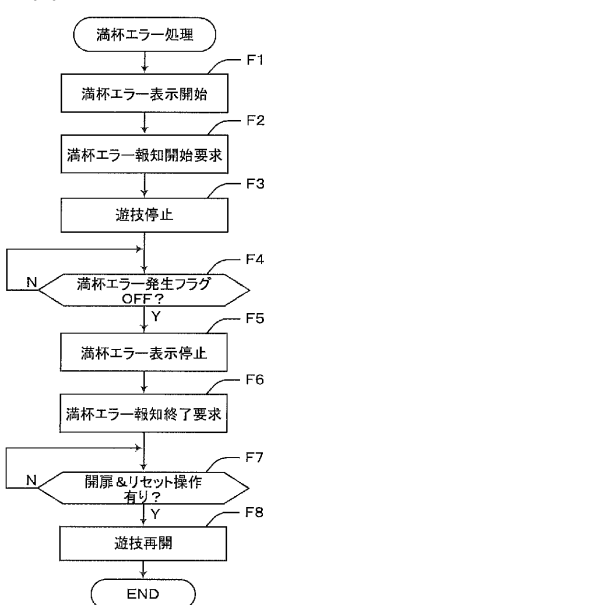 満杯エラー処理
F1
満杯エラー表示開始
F2
満杯エラー報知開始要求
F3
遊技停止
F4
満杯エラー発生フラグ
OFF?
N
Y
F5
満杯エラー表示停止
F6
満杯エラー報知終了要求
F7
開扉&リセット操作
有り?
N
Y
F8
遊技再開
END